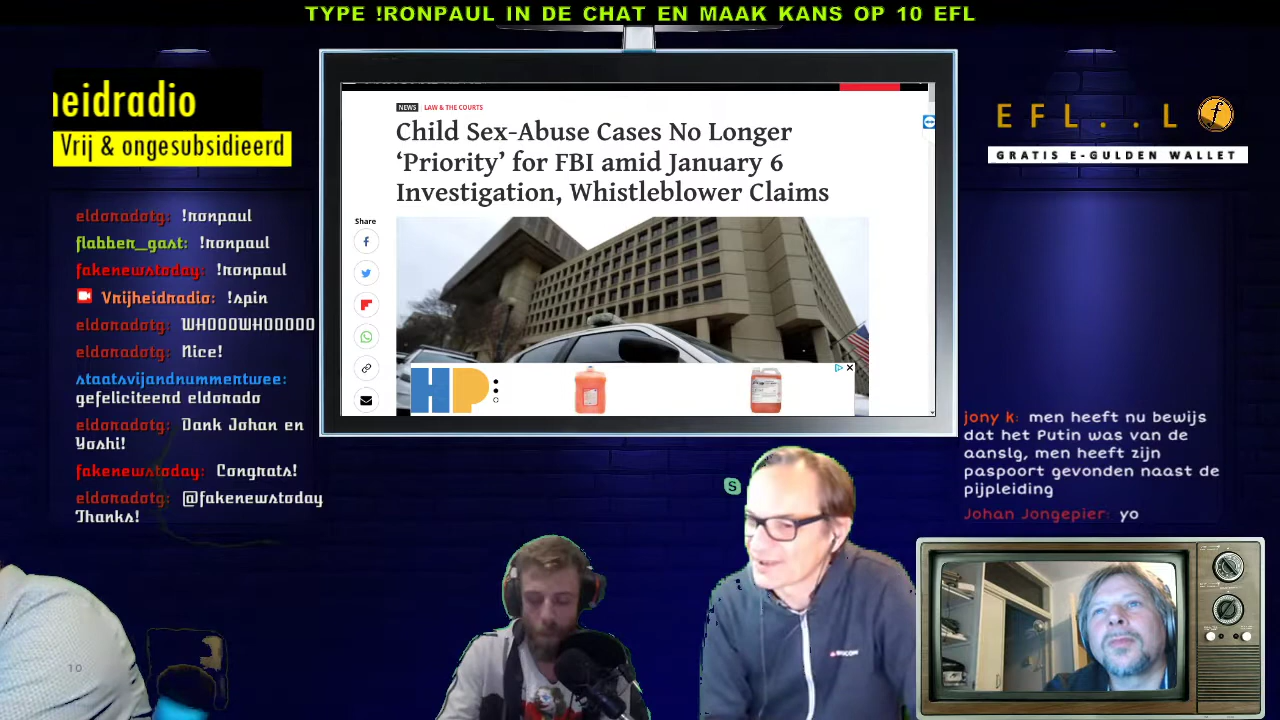 TYPE !RONPAUL IN DE CHAT EN MAAK KANS OP 10 EFL
heidradio
Vrij & ongesubsidieerd
eldoradotg: !ronpaul
flabber_gast: !ronpaul
fakenewstoday: !ronpaul
Vrijheidradio: !spin
eldoradotg: WHOOOWHOOOOO
eldoradotg: Nice!
staatsvijandnummertwee:
gefeliciteerd eldorado
eldoradotg: Dank Johan en
Yoshi!
fakenewstoday: Congrats!
eldoradotg: @fakenewstoday
Thanks!
10
NEWS | LAW & THE COURTS
Child Sex-Abuse Cases No Longer
‘Priority’ for FBI amid January 6
Investigation, Whistleblower Claims
Share
HP
EFL..L
GRATIS E-GULDEN WALLET
jony k: men heeft nu bewijs
dat het Putin was van de
aanslg, men heeft zijn
paspoort gevonden naast de
pijpleiding
Johan Jongepier: yo